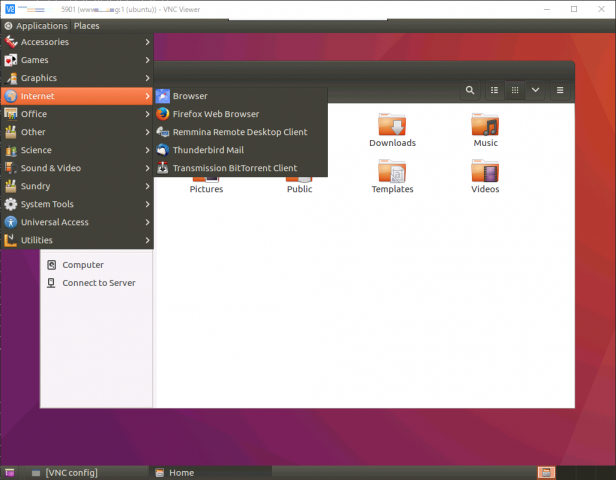 5901 (www g:1 (ubuntu)) - VNC Viewer
Applications Places
Accessories
Games
Graphics
Internet
Office
Other
Science
Sound & Video
Sundry
System Tools
Universal Access
Utilities
Browser
Firefox Web Browser
Remmina Remote Desktop Client
Thunderbird Mail
Transmission BitTorrent Client
Downloads Music
Pictures Public Templates Videos
Computer
Connect to Server
[VNC config] Home